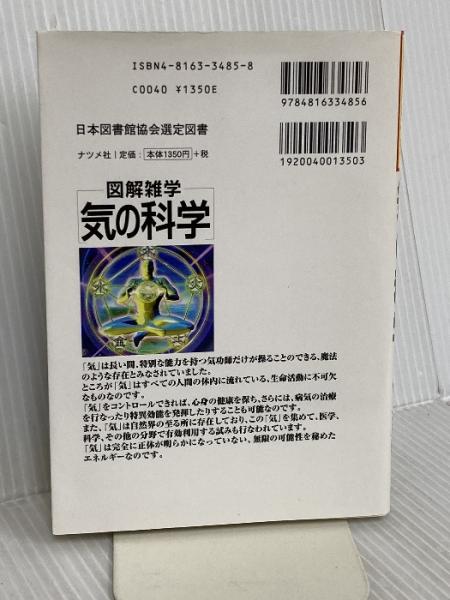 ISBN4-8163-3485-8
C0040 ¥1350E
9784816334856
1920040013503
日本図書館協会選定図書
ナツメ社 | 定価: 本体1350円 +税
図解雑学
気の科学
木
水
火
金
土
「気」は長い間、特別な能力を持つ気功師だけが操ることのできる、魔法
のような存在とみなされていました。
ところが「気」はすべての人間の体内に流れている、生命活動に不可欠
なものなのです。
「気」をコントロールできれば、心身の健康を保ち、さらには、病気の治療
を行なったり特異効能を発揮したりすることも可能なのです。
また、「気」は自然界の至る所に存在しており、この「気」を集めて、医学、
科学、その他の分野で有効利用する試みも行なわれています。
「気」は完全に正体が明らかになっていない、無限の可能性を秘めた
エネルギーなのです。